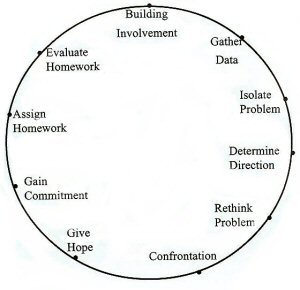 Building
Involvement
Gather
Data
Isolate
Problem
Determine
Direction
Rethink
Problem
Confrontation
Give
Hope
Gain
Commitment
Assign
Homework
Evaluate
Homework